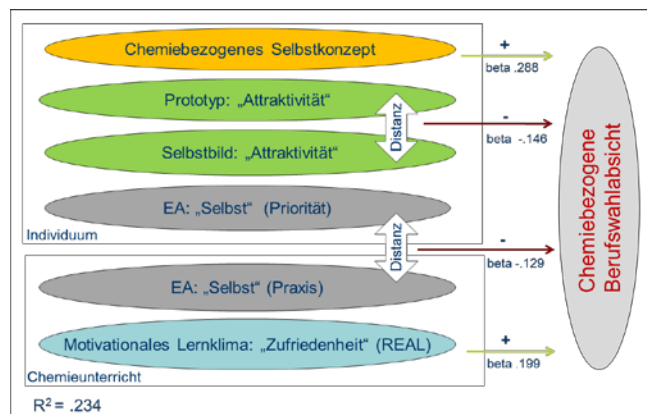 Chemiebezogenes Selbstkonzept
+
beta .288
Prototyp: „Attraktivität“
Distanz
-
beta -.146
Selbstbild: „Attraktivität“
EA: „Selbst“ (Priorität)
Individuum
Distanz
-
beta -.129
EA: „Selbst“ (Praxis)
Motivationales Lernklima: „Zufriedenheit“ (REAL)
+
beta .199
Chemieunterricht
Chemiebezogene
Berufswahlabsicht
R² = .234